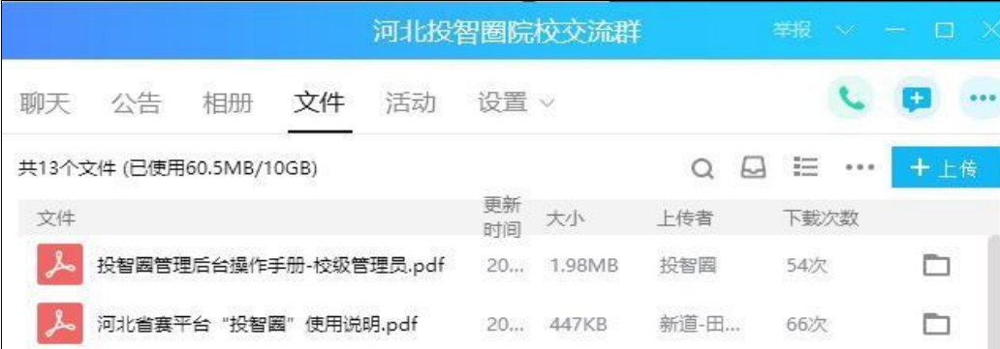 河北投智圈院校交流群 举报
聊天 公告 相册 文件 活动 设置
共13个文件 (已使用60.5MB/10GB) + 上传
文件 更新时间 大小 上传者 下载次数
投智圈管理后台操作手册-校级管理员.pdf 20... 1.98MB 投智圈 54次
河北省赛平台“投智圈”使用说明.pdf 20... 447KB 新道-田... 66次